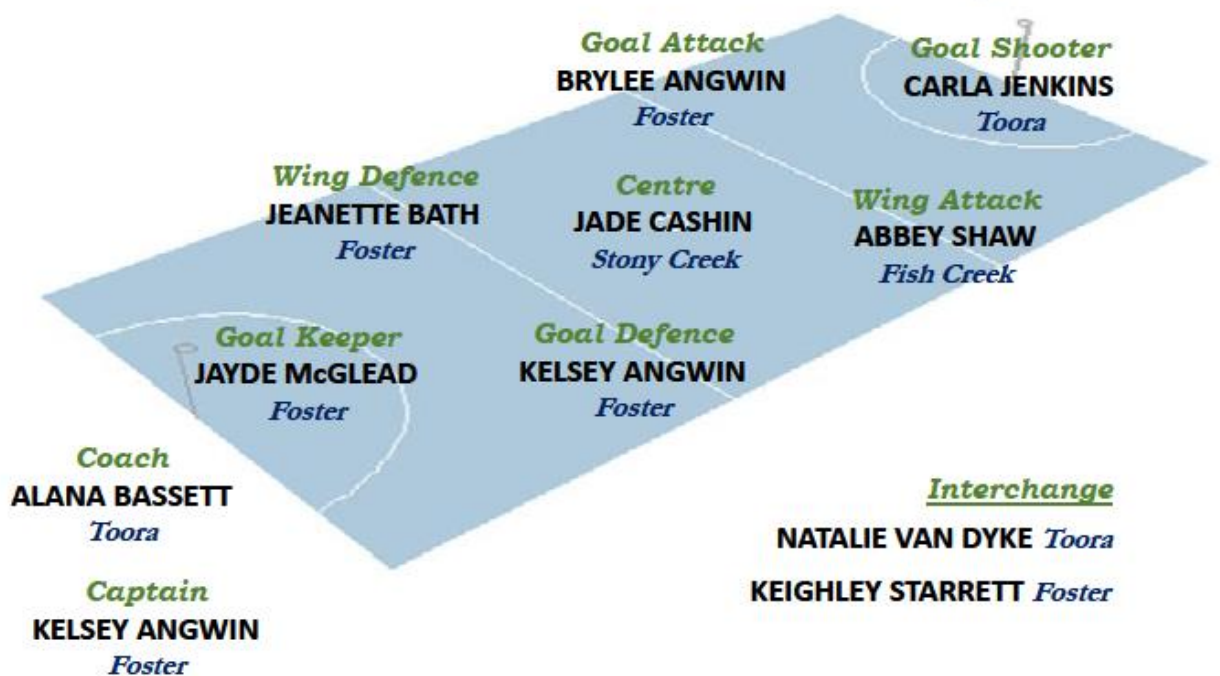 Goal Attack
BRYLEE ANGWIN
Foster
Goal Shooter
CARLA JENKINS
Toora
Wing Defence
JEANETTE BATH
Foster
Centre
JADE CASHIN
Stony Creek
Wing Attack
ABBEY SHAW
Fish Creek
Goal Keeper
JAYDE McGLEAD
Foster
Goal Defence
KELSEY ANGWIN
Foster
Coach
ALANA BASSETT
Toora
Captain
KELSEY ANGWIN
Foster
Interchange
NATALIE VAN DYKE Toora
KEIGHLEY STARRETT Foster